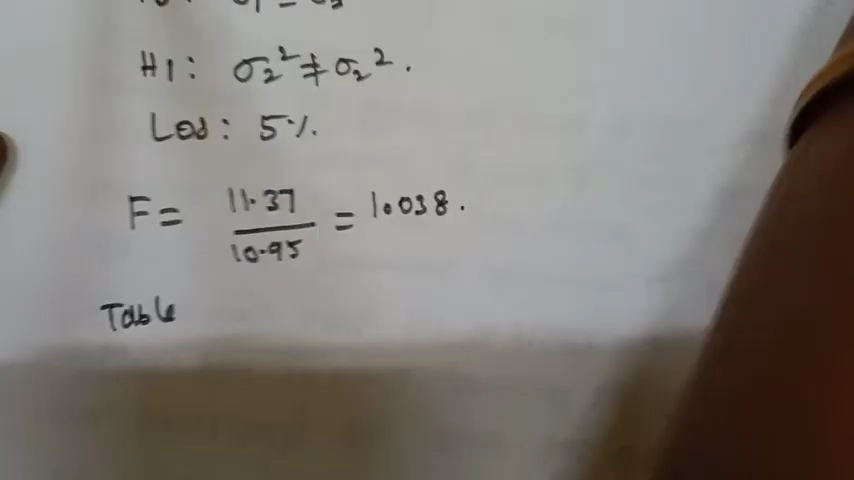 H1: σ₂² ≠ σ₂².
Los: 5%.
F = 11.37 / 10.95 = 1.038.
Table